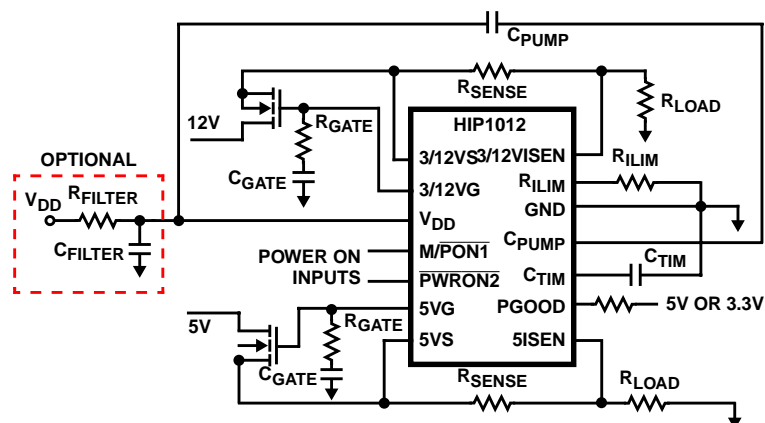 CPUMP
RSENSE
RLOAD
12V
RGATE
CGATE
HIP1012
3/12VS
3/12VISEN
3/12VG
RILIM
RILIM
GND
OPTIONAL
VDD
RFILTER
CFILTER
VDD
CPUMP
M/PON1
POWER ON
INPUTS
PWRON2
CTIM
CTIM
5VG
PGOOD
5V OR 3.3V
5V
RGATE
5VS
5ISEN
CGATE
RSENSE
RLOAD